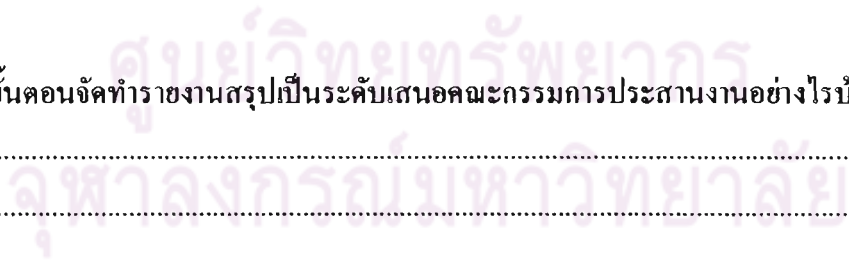 ศูนย์วิทยทรัพยากร
ั้นตอนจัดทำรายงานสรุปเป็นระดับเสนอคณะกรรมการประสานงานอย่างไรบ้
จุฬาลงกรณ์มหาวิทยาลัย